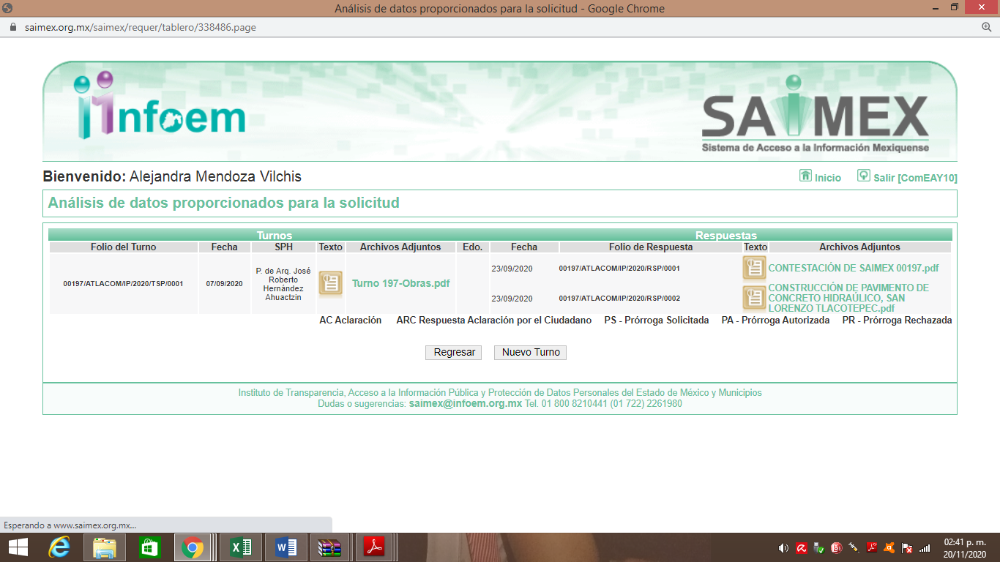 Análisis de datos proporcionados para la solicitud - Google Chrome
saimex.org.mx/saimex/requer/tablero/338486.page
infoem
SAIMEX
Sistema de Acceso a la Información Mexiquense
Bienvenido: Alejandra Mendoza Vilchis
Inicio Salir [ComEAY10]
Análisis de datos proporcionados para la solicitud
Turnos Respuestas
Folio del Turno Fecha SPH Texto Archivos Adjuntos Edo. Fecha Folio de Respuesta Texto Archivos Adjuntos
00197/ATLACOM/IP/2020/TSP/0001 07/09/2020
P. de Arq. José
Roberto
Hernández
Ahuactzin
Turno 197-Obras.pdf
23/09/2020 00197/ATLACOM/IP/2020/RSP/0001 CONTESTACIÓN DE SAIMEX 00197.pdf
23/09/2020 00197/ATLACOM/IP/2020/RSP/0002
CONSTRUCCIÓN DE PAVIMENTO DE
CONCRETO HIDRAÚLICO, SAN
LORENZO TLACOTEPEC.pdf
AC Aclaración ARC Respuesta Aclaración por el Ciudadano PS - Prórroga Solicitada PA - Prórroga Autorizada PR - Prórroga Rechazada
Regresar Nuevo Turno
Instituto de Transparencia, Acceso a la Información Pública y Protección de Datos Personales del Estado de México y Municipios
Dudas o sugerencias: saimex@infoem.org.mx Tel. 01 800 8210441 (01 722) 2261980
Esperando a www.saimex.org.mx...
02:41 p. m.
20/11/2020